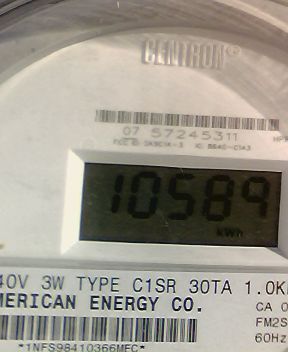 CENTRON®
07 57245311
10589
kWh
40V 3W TYPE C1SR 30TA 1.0K
MERICAN ENERGY CO.
CA 0
FM2S
60Hz
*1NFS98410366MFC*